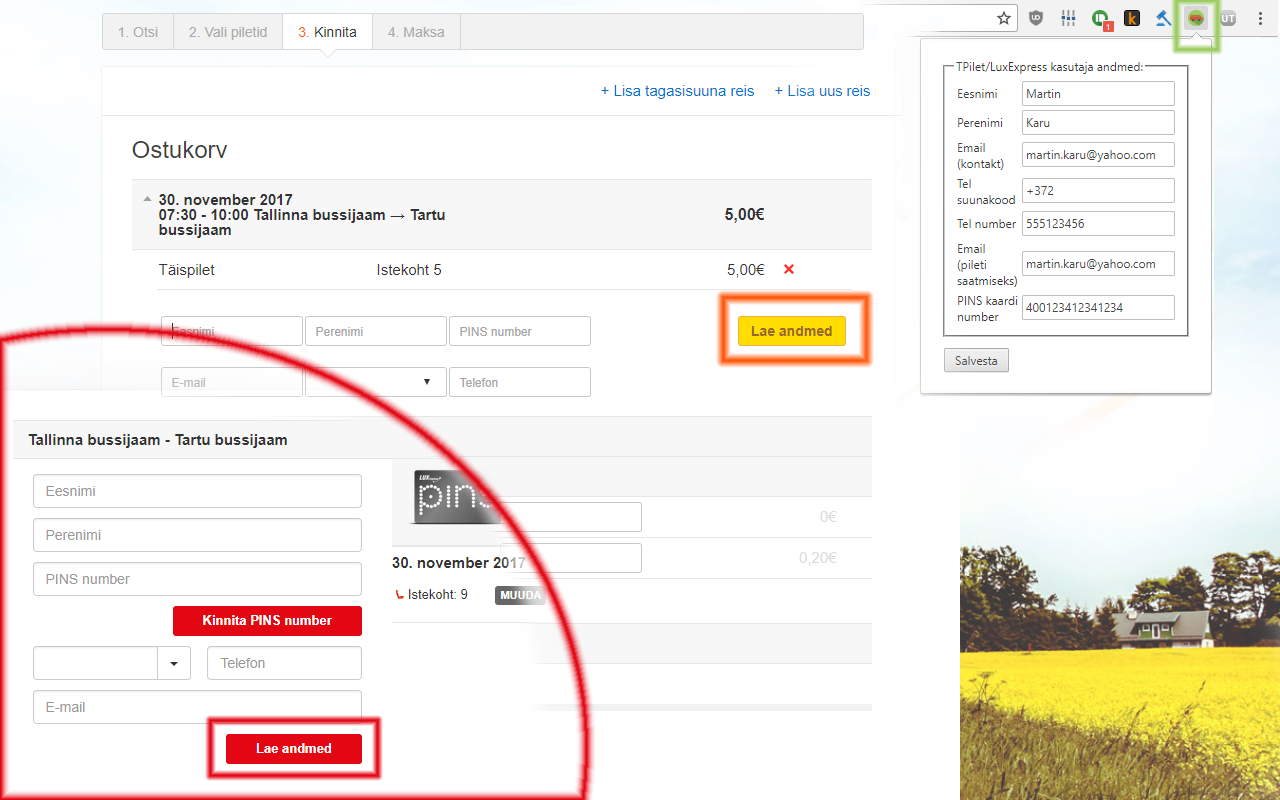 1. Otsi
2. Vali piletid
3. Kinnita
4. Maksa
+ Lisa tagasisuuna reis
+ Lisa uus reis
Ostukorv
30. november 2017
07:30 - 10:00 Tallinna bussijaam → Tartu
bussijaam
5,00€
Täispilet
Istekoht 5
5,00€
Eesnimi
Perenimi
PINS number
Lae andmed
E-mail
Telefon
Tallinna bussijaam - Tartu bussijaam
Eesnimi
Perenimi
PINS number
Kinnita PINS number
Telefon
E-mail
Lae andmed
LUX
pins
0€
0,20€
30. november 2017
Istekoht: 9
MUUDA
1
k
UT
TPilet/LuxExpress kasutaja andmed:
Eesnimi
Martin
Perenimi
Karu
Email
(kontakt)
martin.karu@yahoo.com
Tel
suunakood
+372
Tel number
555123456
Email
(pileti
saatmiseks)
martin.karu@yahoo.com
PINS kaardi
number
400123412341234
Salvesta